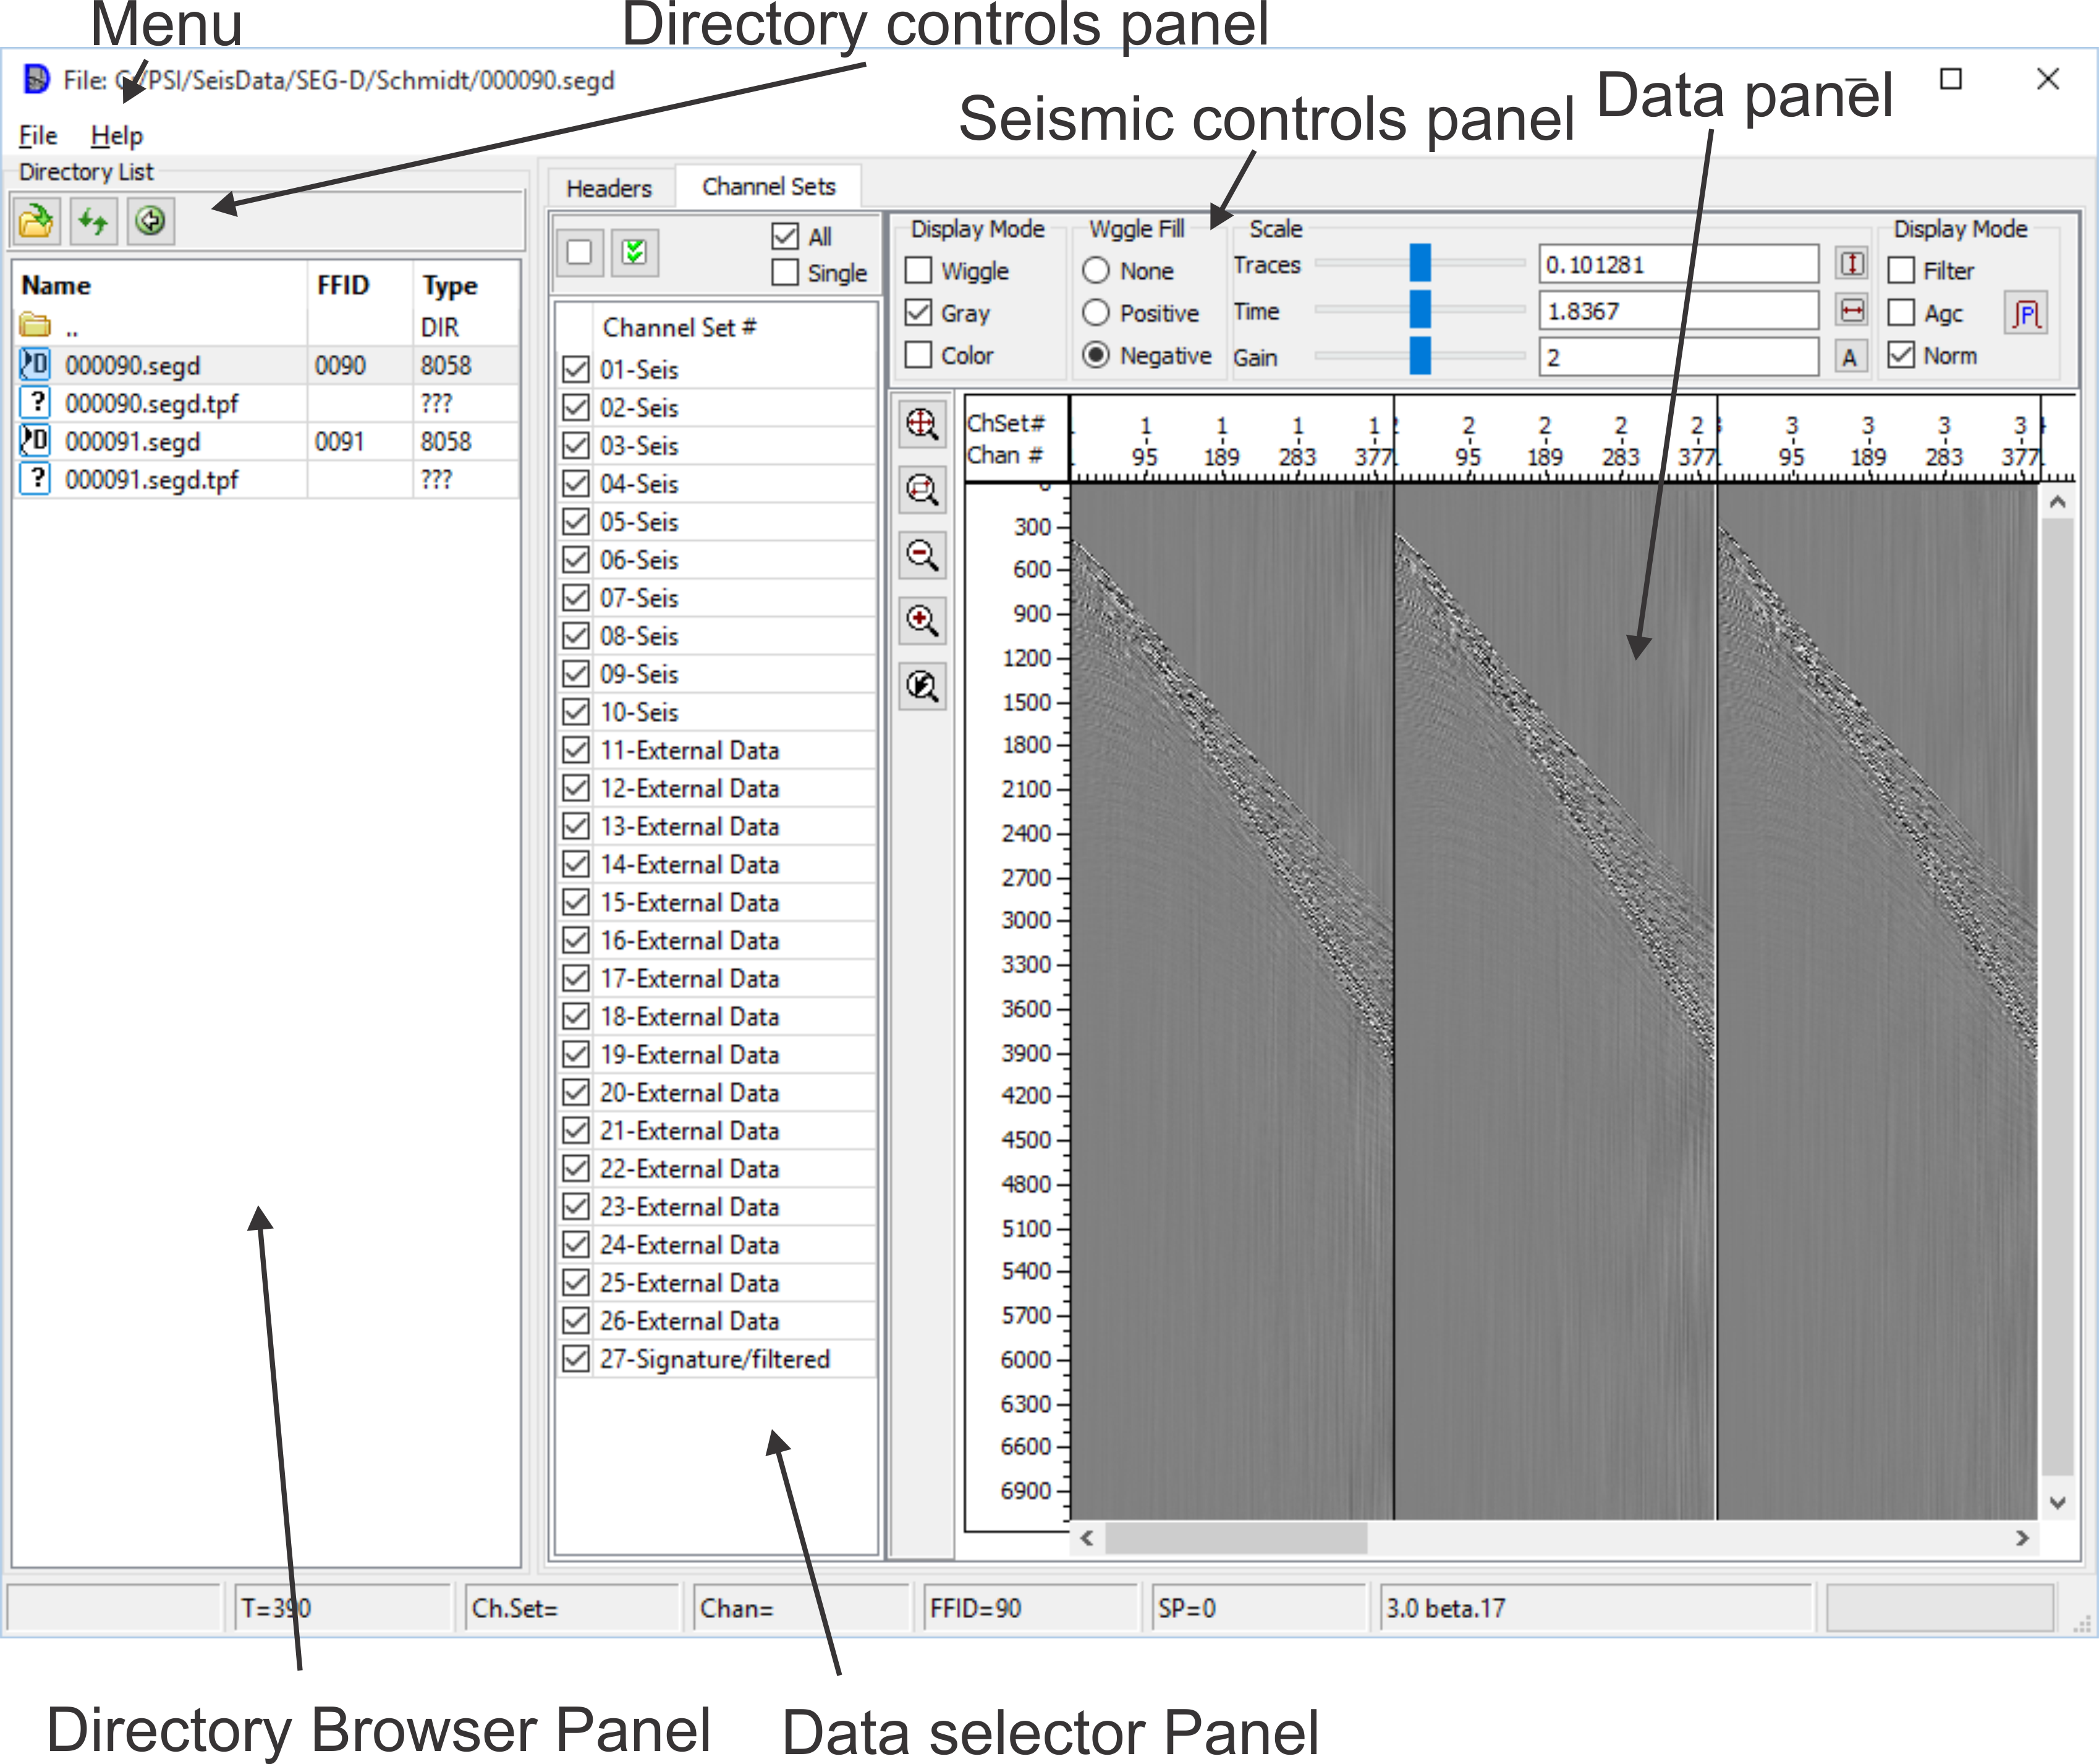 Menu
Directory controls panel
File: C:/PSI/SeisData/SEG-D/Schmidt/000090.segd
Seismic controls panel
Data panel
File Help
Directory List
Headers Channel Sets
All
Single
Display Mode
Wiggle
Gray
Color
Wggle Fill
None
Positive
Negative
Scale
Traces 0.101281
Time 1.8367
Gain 2
A
Display Mode
Filter
Agc
Norm
P
Name FFID Type
.. DIR
000090.segd 0090 8058
000090.segd.tpf ???
000091.segd 0091 8058
000091.segd.tpf ???
Channel Set #
01-Seis
02-Seis
03-Seis
04-Seis
05-Seis
06-Seis
07-Seis
08-Seis
09-Seis
10-Seis
11-External Data
12-External Data
13-External Data
14-External Data
15-External Data
16-External Data
17-External Data
18-External Data
19-External Data
20-External Data
21-External Data
22-External Data
23-External Data
24-External Data
25-External Data
26-External Data
27-Signature/filtered
ChSet# 1 1 1 1 2 2 2 2 3 3 3 3
Chan # 95 189 283 377 95 189 283 377 95 189 283 377
300
600
900
1200
1500
1800
2100
2400
2700
3000
3300
3600
3900
4200
4500
4800
5100
5400
5700
6000
6300
6600
6900
T=390 Ch.Set= Chan= FFID=90 SP=0 3.0 beta.17
Directory Browser Panel
Data selector Panel